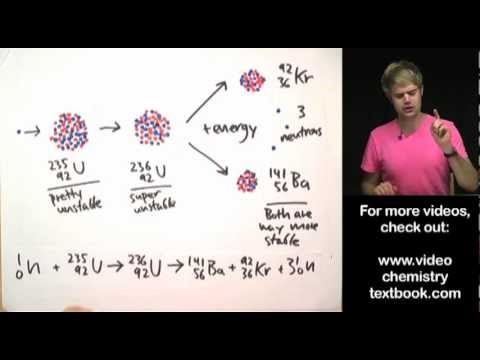 92
36 Kr
3
neutrons
+ energy
235
92 U
pretty
unstable
236
92 U
super
unstable
141
56 Ba
Both are
way more
stable
1
0 n + 235
92 U → 236
92 U → 141
56 Ba + 92
36 Kr + 3 1
0 n
For more videos,
check out:
www.video
chemistry
textbook.com